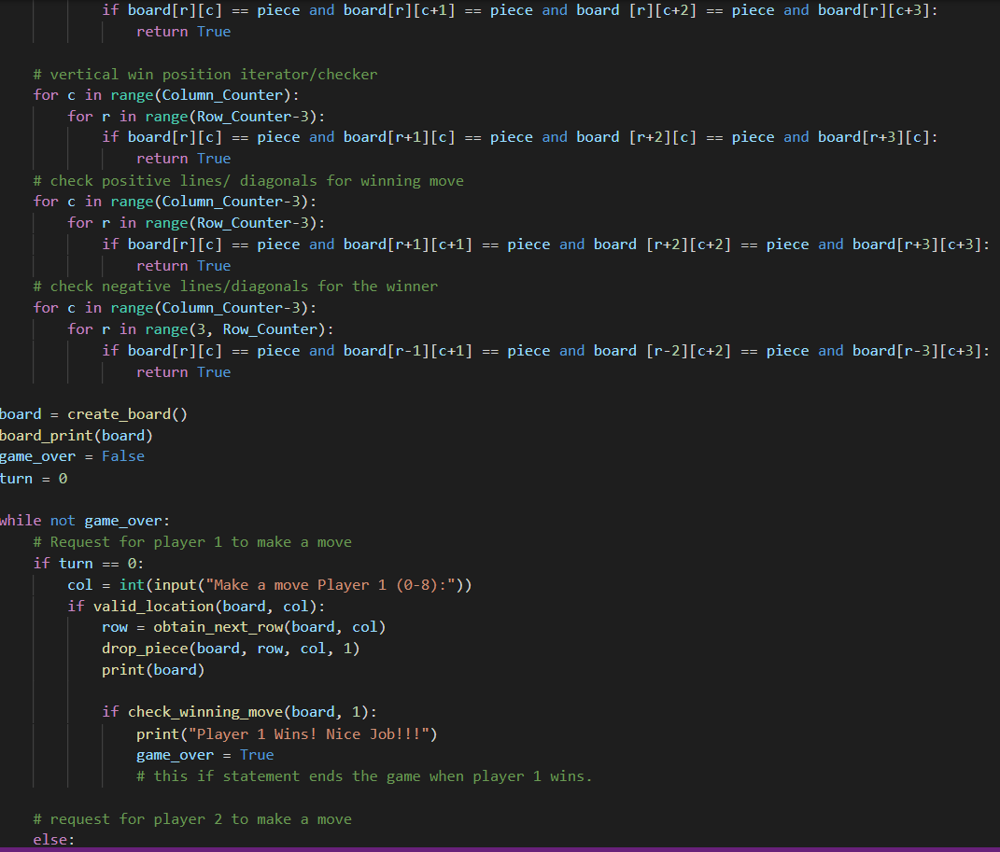 if board[r][c] == piece and board[r][c+1] == piece and board [r][c+2] == piece and board[r][c+3]:
                return True

    # vertical win position iterator/checker
    for c in range(Column_Counter):
        for r in range(Row_Counter-3):
            if board[r][c] == piece and board[r+1][c] == piece and board [r+2][c] == piece and board[r+3][c]:
                return True
    # check positive lines/ diagonals for winning move
    for c in range(Column_Counter-3):
        for r in range(Row_Counter-3):
            if board[r][c] == piece and board[r+1][c+1] == piece and board [r+2][c+2] == piece and board[r+3][c+3]:
                return True
    # check negative lines/diagonals for the winner
    for c in range(Column_Counter-3):
        for r in range(3, Row_Counter):
            if board[r][c] == piece and board[r-1][c+1] == piece and board [r-2][c+2] == piece and board[r-3][c+3]:
                return True

board = create_board()
board_print(board)
game_over = False
turn = 0

while not game_over:
    # Request for player 1 to make a move
    if turn == 0:
        col = int(input("Make a move Player 1 (0-8):"))
        if valid_location(board, col):
            row = obtain_next_row(board, col)
            drop_piece(board, row, col, 1)
            print(board)

            if check_winning_move(board, 1):
                print("Player 1 Wins! Nice Job!!!")
                game_over = True
                # this if statement ends the game when player 1 wins.

    # request for player 2 to make a move
    else: